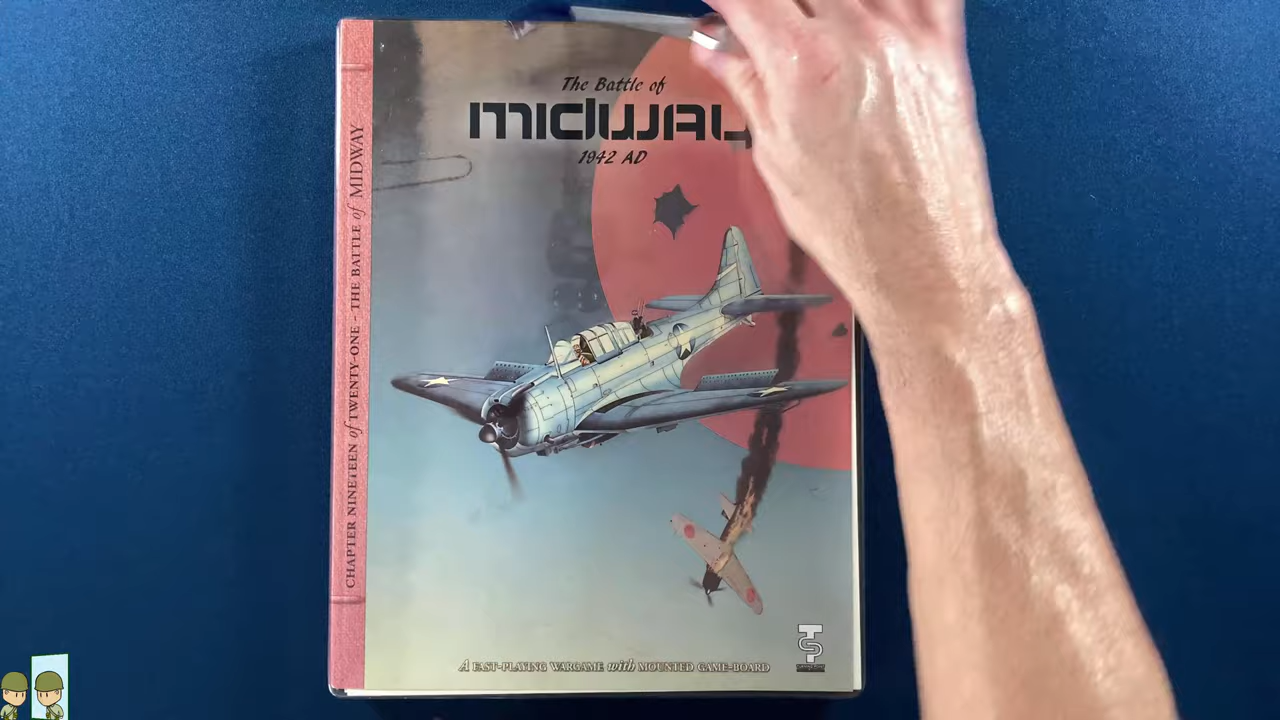 The Battle of
MIDWAY
1942 AD
CHAPTER NINETEEN of TWENTY-ONE - THE BATTLE of MIDWAY
A FAST-PLAYING WARGAME with MOUNTED GAME-BOARD